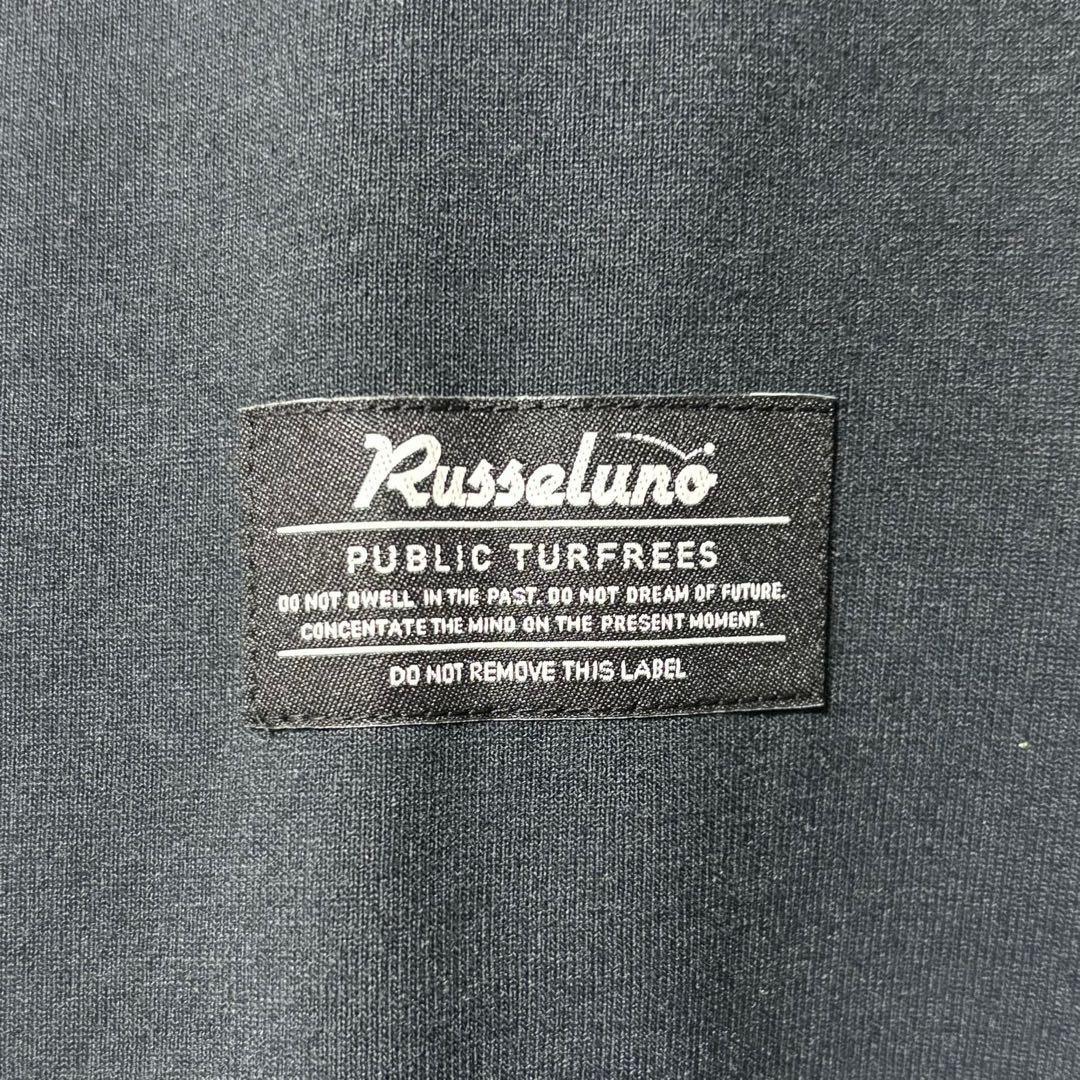 Russeluno
PUBLIC TURFREES
DO NOT DWELL IN THE PAST. DO NOT DREAM OF FUTURE.
CONCENTATE THE MIND ON THE PRESENT MOMENT.
DO NOT REMOVE THIS LABEL